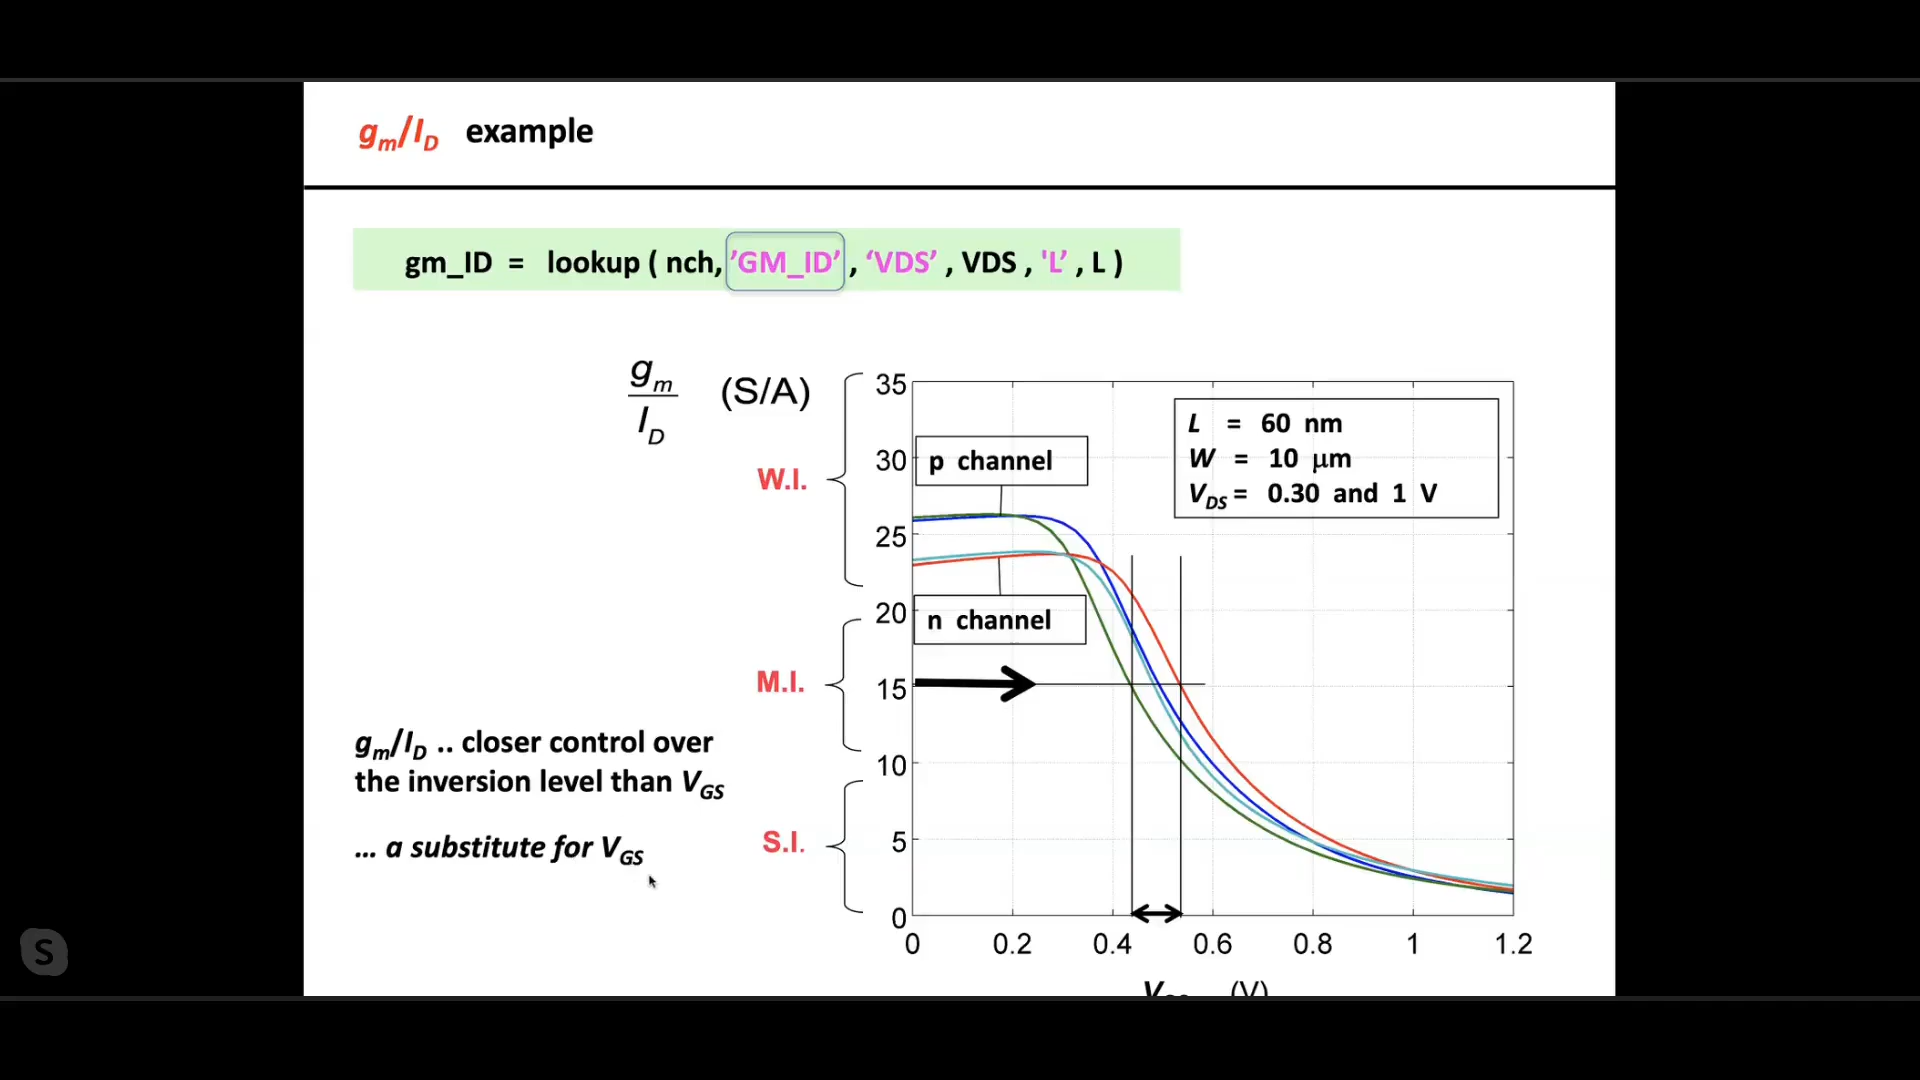 gm/ID example
gm_ID = lookup ( nch, ’GM_ID’ , ‘VDS’ , VDS , 'L’ , L )
gm
ID
(S/A)
35
30
25
20
15
10
5
0
p channel
n channel
L = 60 nm
W = 10 μm
VDS = 0.30 and 1 V
W.I.
M.I.
S.I.
gm/ID .. closer control over
the inversion level than VGS
... a substitute for VGS
0 0.2 0.4 0.6 0.8 1 1.2
(V)
S